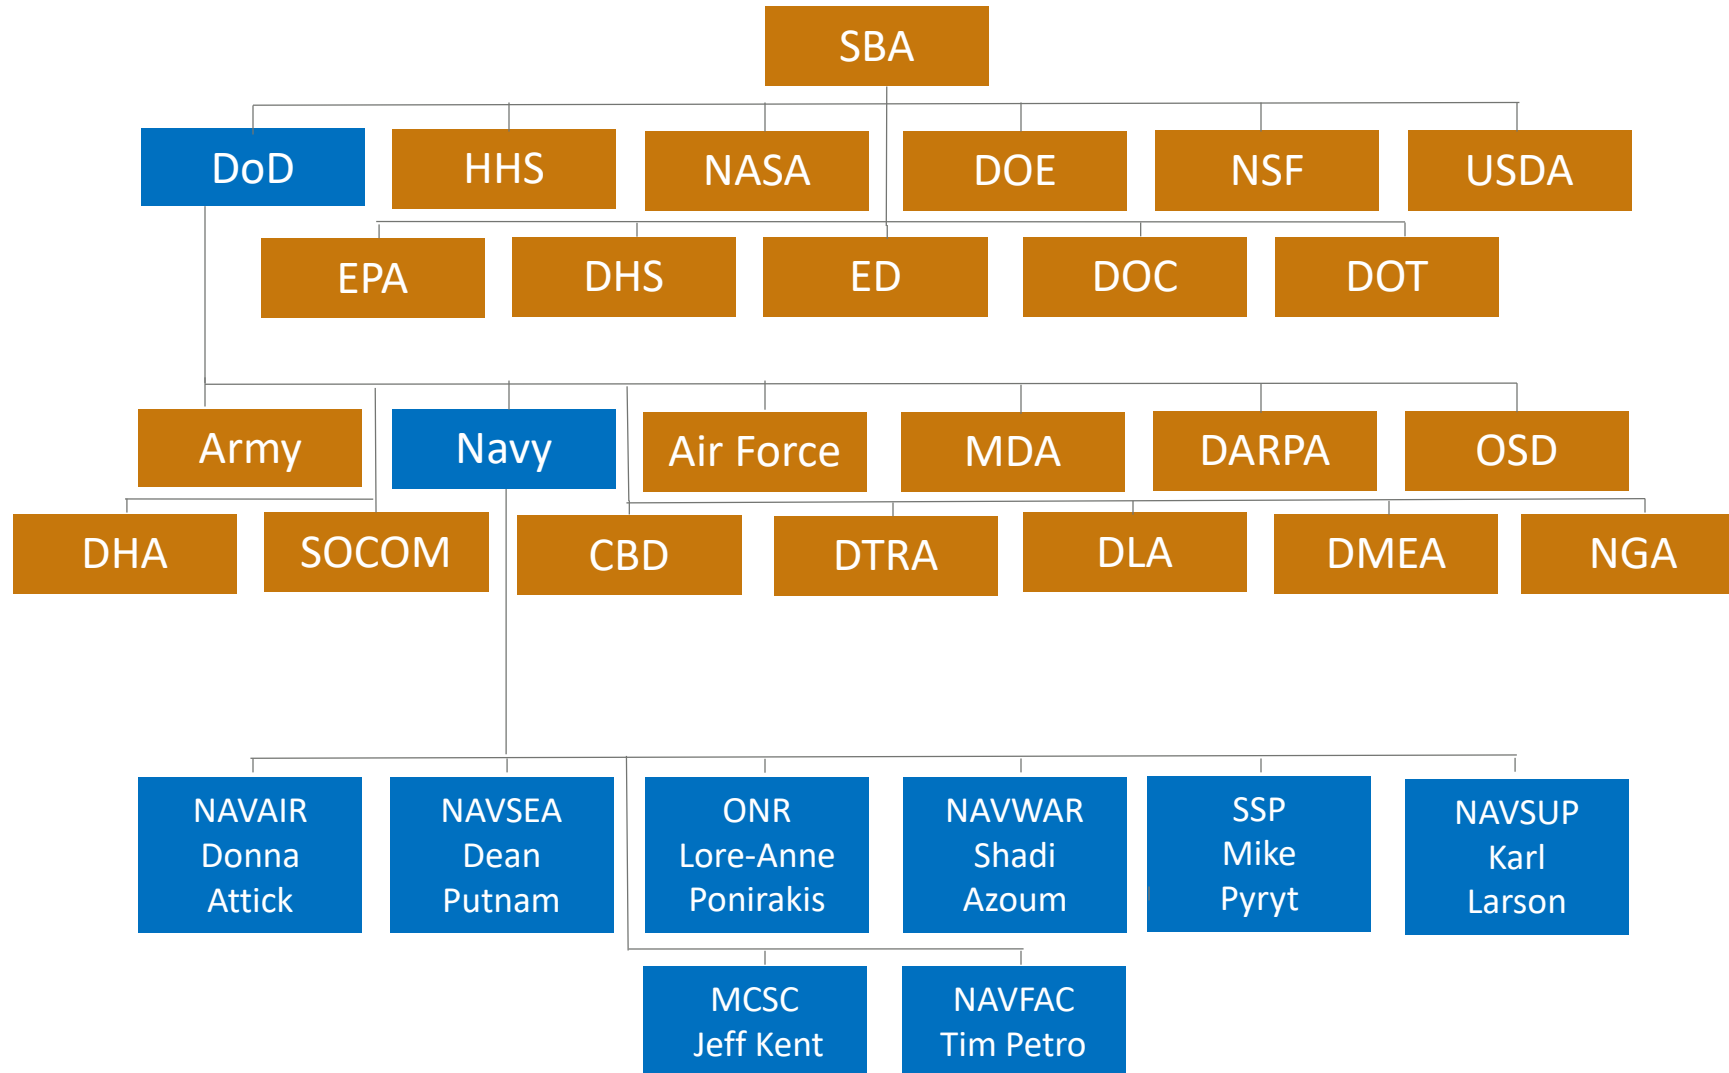 SBA
DoD
HHS
NASA
DOE
NSF
USDA
EPA
DHS
ED
DOC
DOT
Army
Navy
Air Force
MDA
DARPA
OSD
DHA
SOCOM
CBD
DTRA
DLA
DMEA
NGA
NAVAIR
Donna
Attick
NAVSEA
Dean
Putnam
ONR
Lore-Anne
Ponirakis
NAVWAR
Shadi
Azoum
SSP
Mike
Pyryt
NAVSUP
Karl
Larson
MCSC
Jeff Kent
NAVFAC
Tim Petro